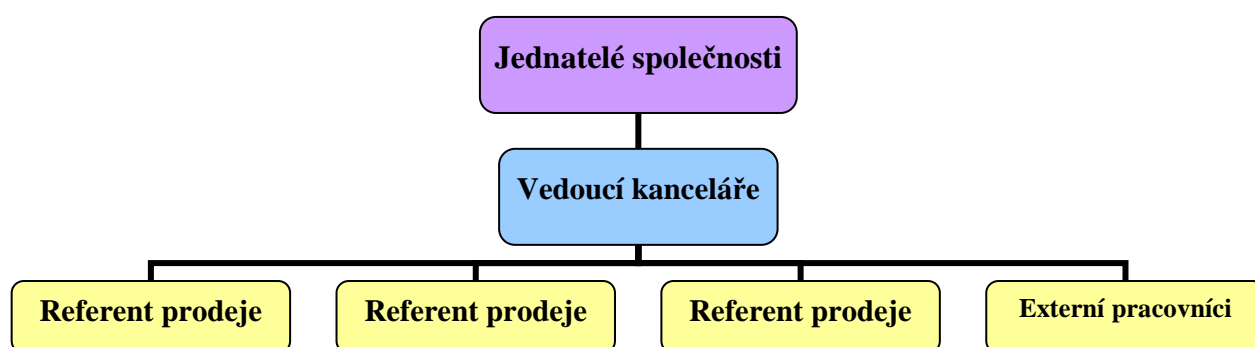 Jednatelé společnosti
Vedoucí kanceláře
Referent prodeje
Referent prodeje
Referent prodeje
Externí pracovníci